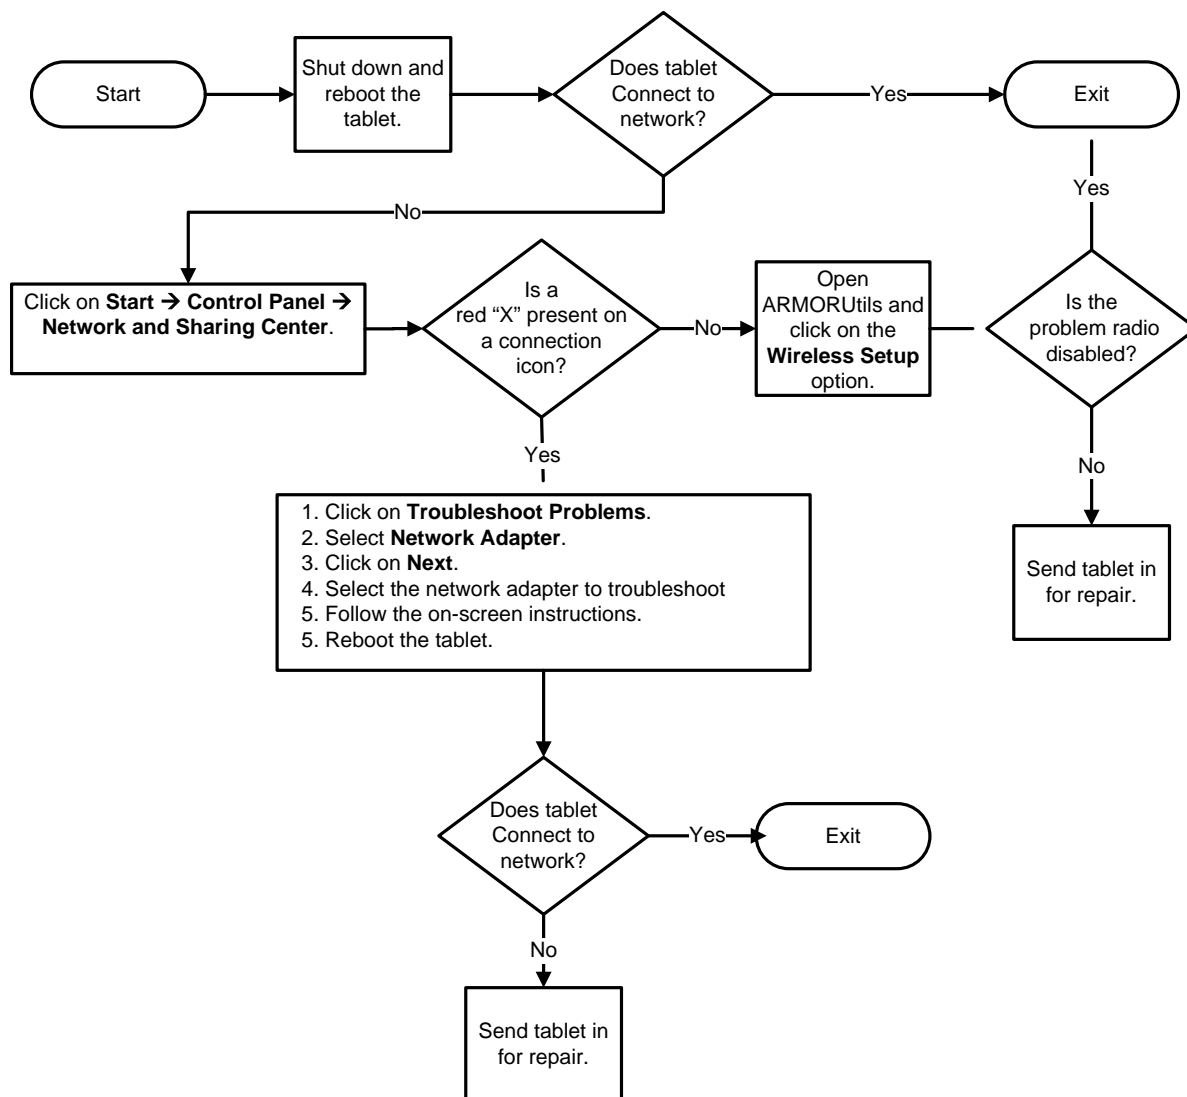 Start
Shut down and
reboot the
tablet.
Does tablet
Connect to
network?
Yes
Exit
Yes
No
Click on Start → Control Panel →
Network and Sharing Center.
Is a
red “X” present on
a connection
icon?
No
Open
ARMORUtils and
click on the
Wireless Setup
option.
Is the
problem radio
disabled?
Yes
No
1. Click on Troubleshoot Problems.
2. Select Network Adapter.
3. Click on Next.
4. Select the network adapter to troubleshoot
5. Follow the on-screen instructions.
5. Reboot the tablet.
Send tablet in
for repair.
Does tablet
Connect to
network?
Yes
Exit
No
Send tablet in
for repair.